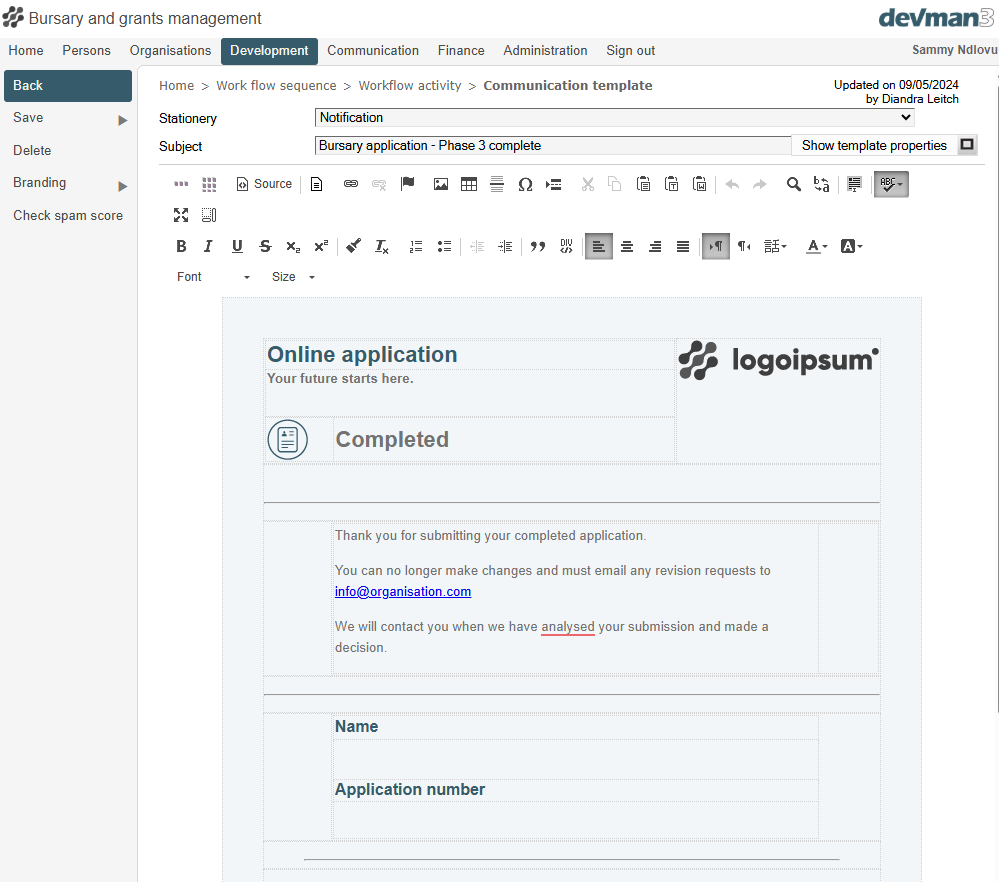 Bursary and grants management
devman3
Home Persons Organisations Development Communication Finance Administration Sign out Sammy Ndlovu
Back
Save
Delete
Branding
Check spam score
Home > Work flow sequence > Workflow activity > Communication template
Updated on 09/05/2024
by Diandra Leitch
Stationery Notification
Subject Bursary application - Phase 3 complete Show template properties
Source
Font Size
Online application
Your future starts here.
logoipsum
Completed
Thank you for submitting your completed application.
You can no longer make changes and must email any revision requests to
info@organisation.com
We will contact you when we have analysed your submission and made a
decision.
Name
Application number